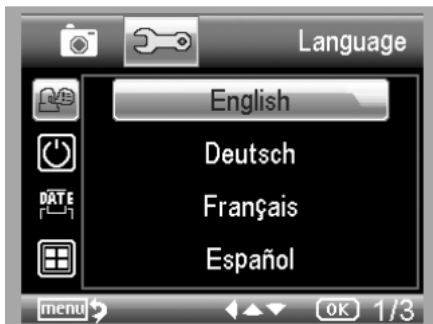 Language
English
Deutsch
DATE
Français
Español
menu OK 1/3